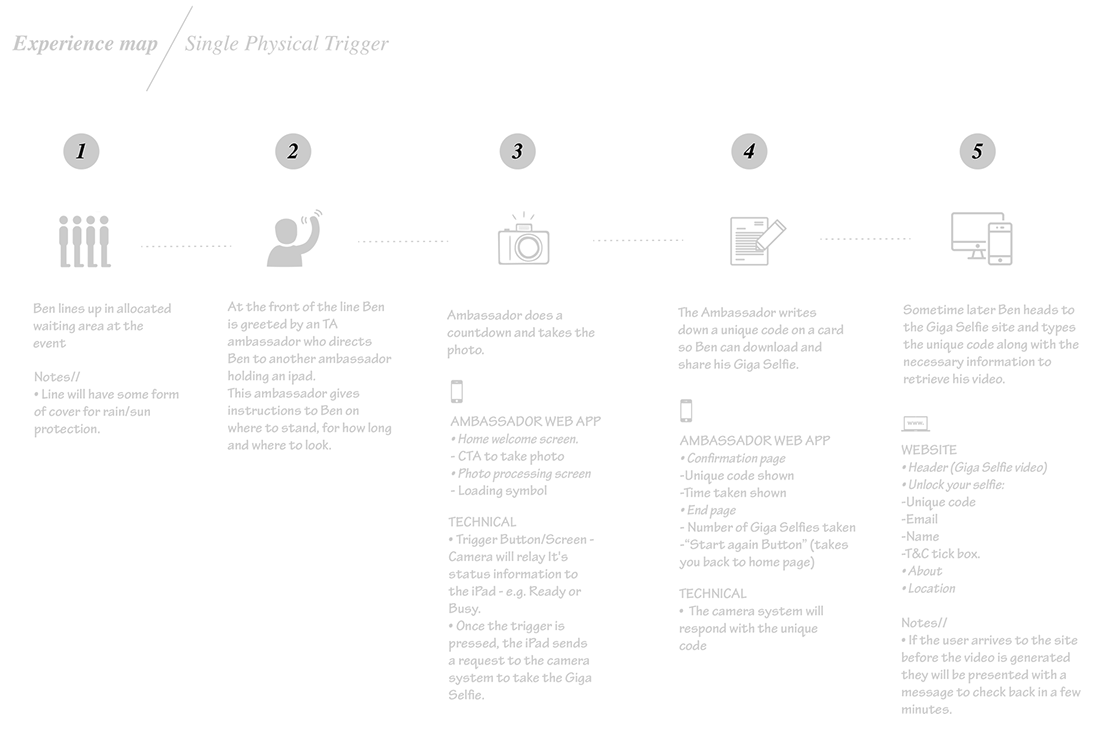 Experience map / Single Physical Trigger
1
2
3
4
5
Ben lines up in allocated
waiting area at the
event
Notes//
• Line will have some form
of cover for rain/sun
protection.
At the front of the line Ben
is greeted by an TA
ambassador who directs
Ben to another ambassador
holding an ipad.
This ambassador gives
instructions to Ben on
where to stand, for how long
and where to look.
Ambassador does a
countdown and takes the
photo.
AMBASSADOR WEB APP
• Home welcome screen.
- CTA to take photo
• Photo processing screen
- Loading symbol
TECHNICAL
• Trigger Button/Screen -
Camera will relay It's
status information to
the iPad - e.g. Ready or
Busy.
• Once the trigger is
pressed, the iPad sends
a request to the camera
system to take the Giga
Selfie.
The Ambassador writes
down a unique code on a card
so Ben can download and
share his Giga Selfie.
AMBASSADOR WEB APP
• Confirmation page
-Unique code shown
-Time taken shown
• End page
- Number of Giga Selfies taken
-"Start again Button" (takes
you back to home page)
TECHNICAL
• The camera system will
respond with the unique
code
Sometime later Ben heads to
the Giga Selfie site and types
the unique code along with the
necessary information to
retrieve his video.
www.
WEBSITE
• Header (Giga Selfie video)
• Unlock your selfie:
-Unique code
-Email
-Name
-T&C tick box.
• About
• Location
Notes//
• If the user arrives to the site
before the video is generated
they will be presented with a
message to check back in a few
minutes.